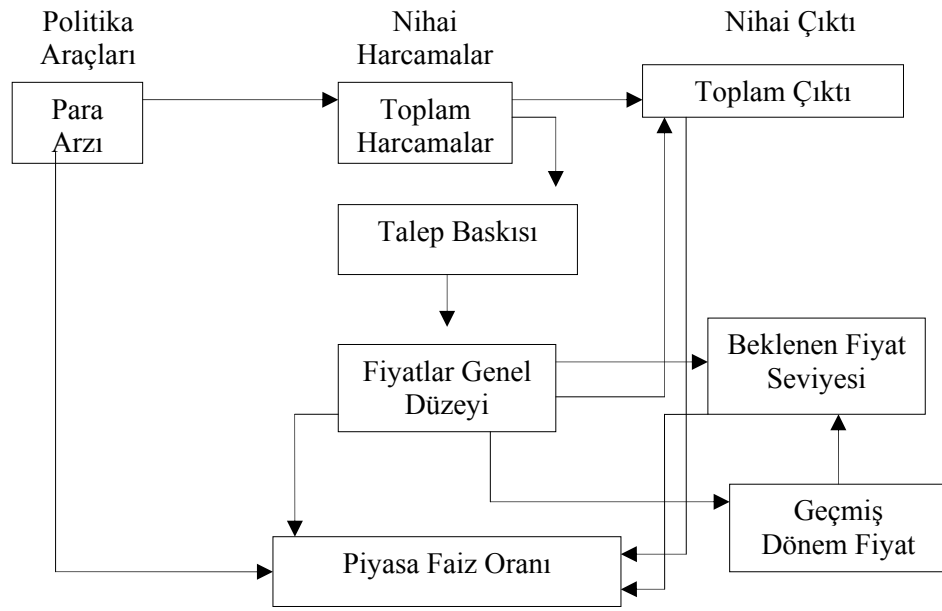 Politika
Araçları
Nihai
Harcamalar
Nihai Çıktı
Para
Arzı
Toplam
Harcamalar
Toplam Çıktı
Talep Baskısı
Fiyatlar Genel
Düzeyi
Beklenen Fiyat
Seviyesi
Geçmiş
Dönem Fiyat
Piyasa Faiz Oranı